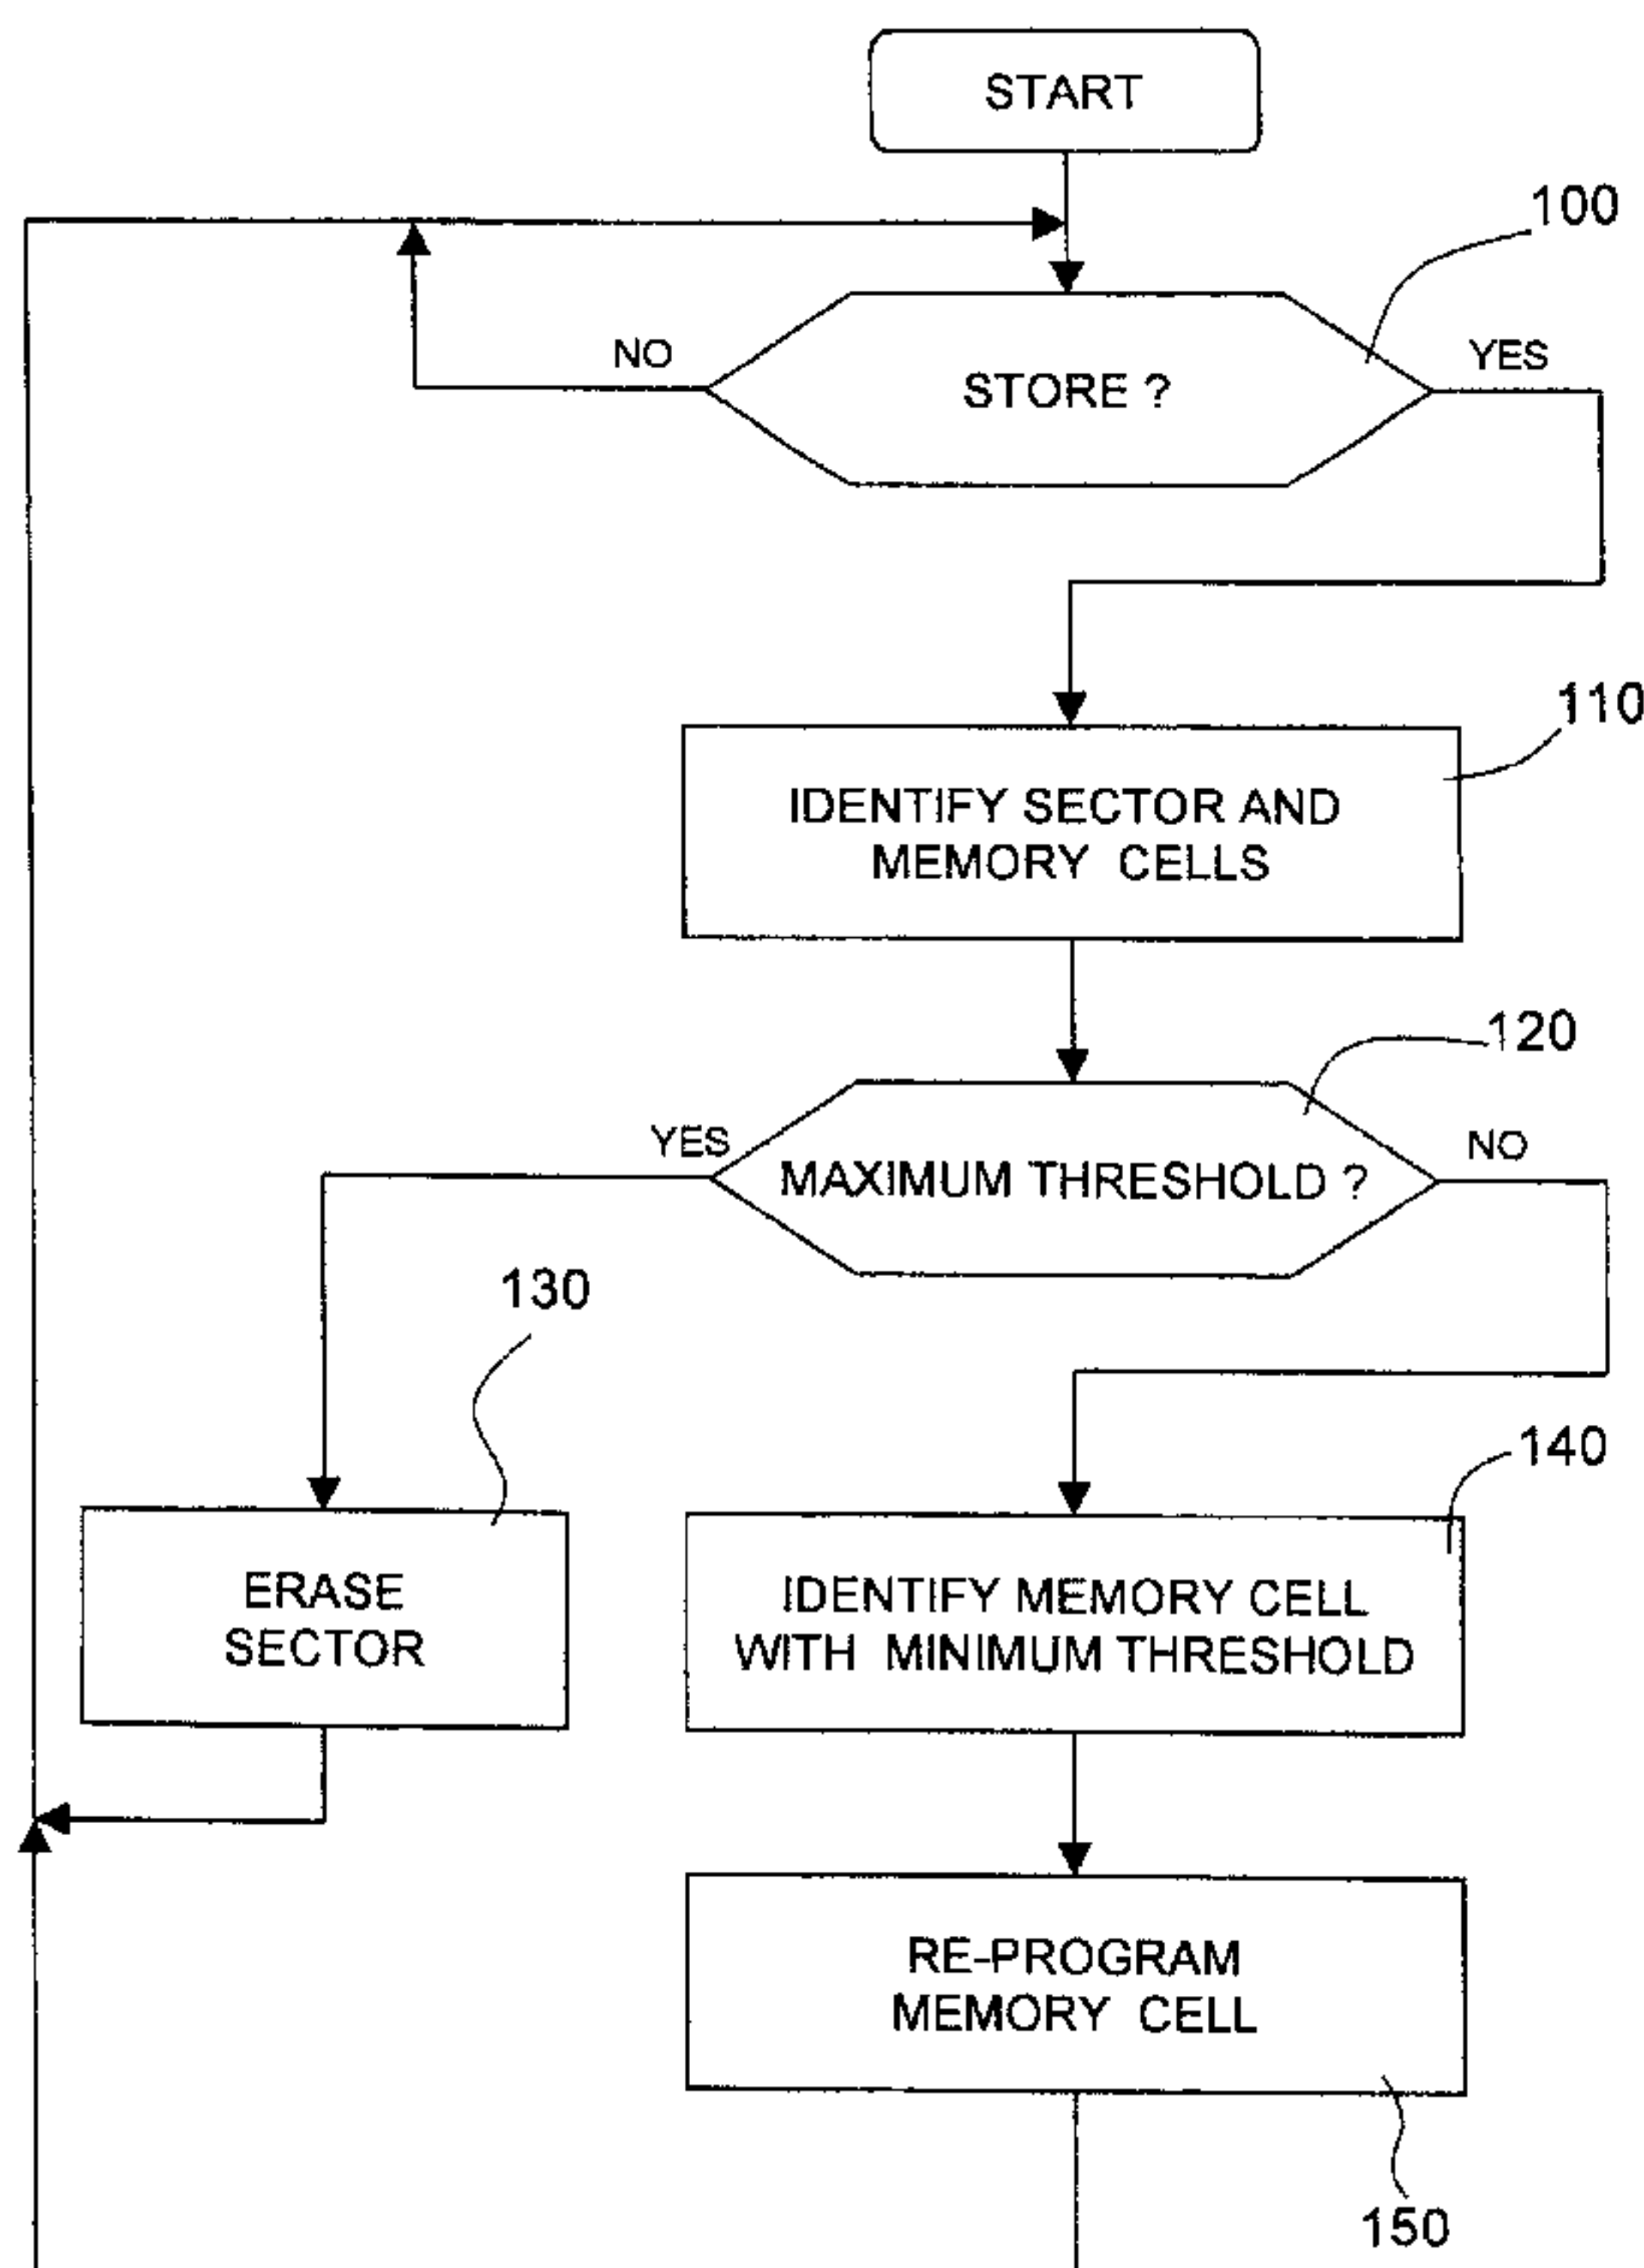 START
100
NO
YES
STORE ?
110
IDENTIFY SECTOR AND
MEMORY CELLS
120
YES
NO
MAXIMUM THRESHOLD ?
130
140
ERASE
SECTOR
IDENTIFY MEMORY CELL
WITH MINIMUM THRESHOLD
RE-PROGRAM
MEMORY CELL
150